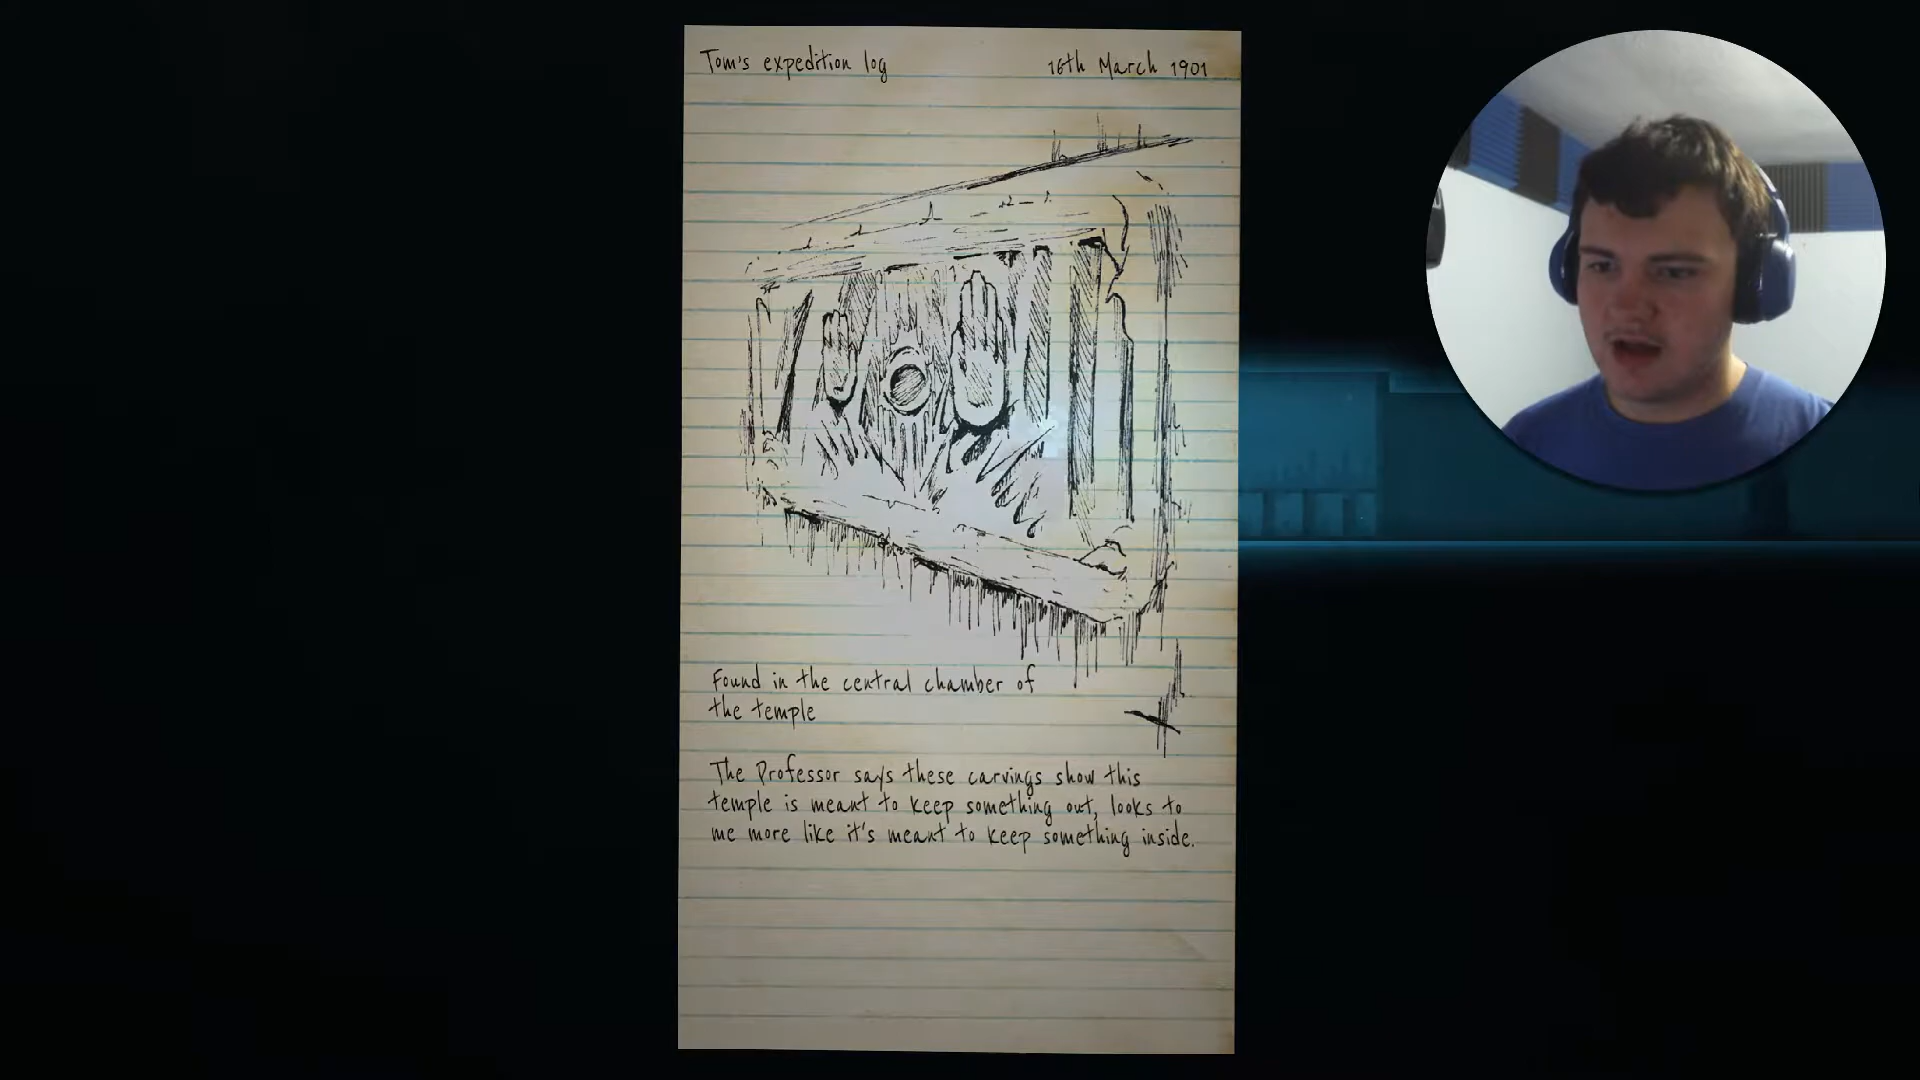 Tom's expedition log
16th March 1901
Found in the central chamber of
the temple
The Professor says these carvings show this
temple is meant to keep something out, looks to
me more like it's meant to keep something inside.